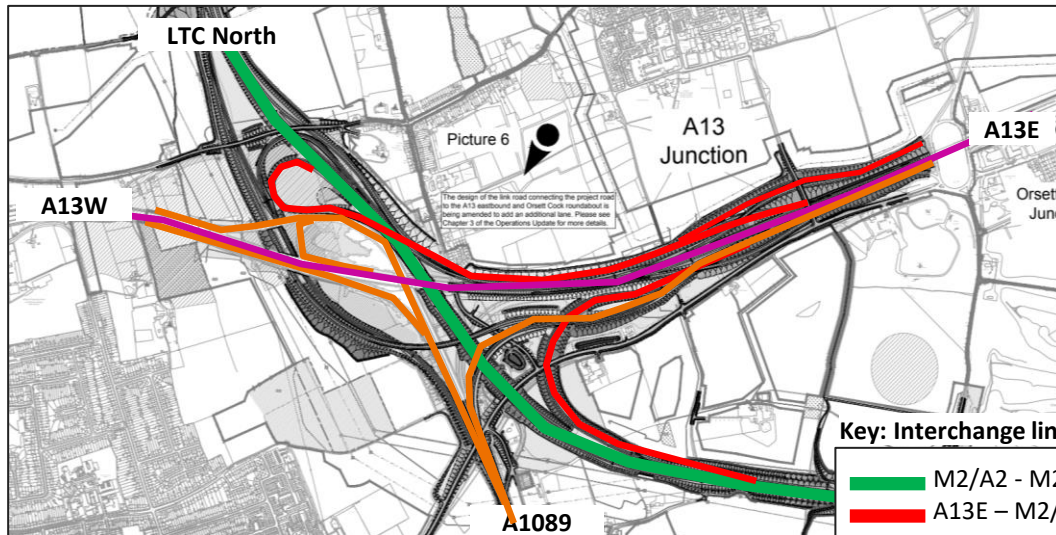 LTC North
Picture 6
A13
Junction
A13E
The design of the link road connecting the project road
to the A13 eastbound and Orsett Cock roundabout is
being amended to add an additional lane. Please see
Chapter 3 of the Operations Update for more details.
A13W
Orsett
Junc
Key: Interchange lin
M2/A2 - M2
A13E – M2/
A1089